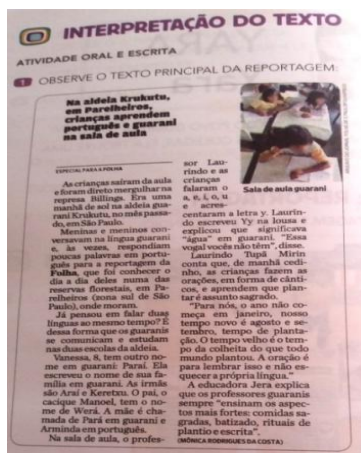 INTERPRETAÇÃO DO TEXTO
ATIVIDADE ORAL E ESCRITA
1 OBSERVE O TEXTO PRINCIPAL DA REPORTAGEM:
Na aldeia Krukutu,
em Parelheiros,
crianças aprendem
português e guarani
na sala de aula
ESPECIAL PARA A FOLHA
As crianças saíram da aula
e foram direto mergulhar na
represa Billings. Era uma
manhã de sol na aldeia gua-
rani Krukutu, no mês passa-
do, em São Paulo.
Meninas e meninos con-
versavam na língua guarani
e, às vezes, respondiam
poucas palavras em portu-
guês para a reportagem da
Folha, que foi conhecer o
dia a dia deles numa das
reservas florestais, em Pa-
relheiros (zona sul de São
Paulo), onde moram.
Já pensou em falar duas
línguas ao mesmo tempo? É
dessa forma que os guaranis
se comunicam e estudam
nas duas escolas da aldeia.
Vanessa, 8, tem outro no-
me em guarani: Paraí. Ela
escreveu o nome de sua fa-
mília em guarani. As irmãs
são Araí e Keretxu. O pai, o
cacique Manoel, tem o no-
me de Werá. A mãe é cha-
mada de Pará em guarani e
Arminda em português.
Na sala de aula, o profes-
sor Lau-
rindo e as
crianças
falaram o
a, e, i, o, u
e acres-
centaram a letra y. Laurin-
do escreveu Yy na lousa e
explicou que significava
"água" em guarani. "Essa
vogal vocês não têm", disse.
Laurindo Tupã Mirin
conta que, de manhã cedi-
nho, as crianças fazem as
orações, em forma de cânti-
cos, e aprendem que plan-
tar é assunto sagrado.
"Para nós, o ano não co-
meça em janeiro, nosso
tempo novo é agosto e se-
tembro, tempo de planta-
ção. O tempo velho é o tem-
po da colheita do que todo
mundo plantou. A oração é
para lembrar isso e não es-
quecer a própria língua."
A educadora Jera explica
que os professores guaranis
sempre "ensinam os aspec-
tos mais fortes: comidas sa-
gradas, batizado, rituais de
plantio e escrita".
(MÔNICA RODRIGUES DA COSTA)
Sala de aula guarani